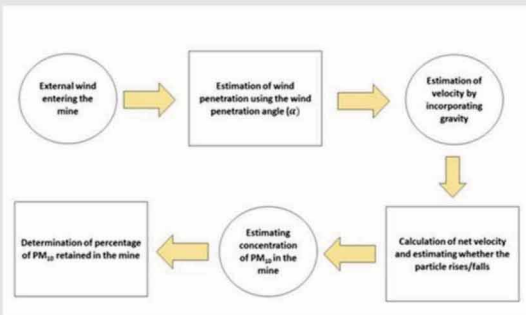 External wind
entering the
mine
Estimation of wind
penetration using the wind
penetration angle (α)
Estimation of
velocity by
incorporating
gravity
Calculation of net velocity
and estimating whether the
particle rises/falls
Estimating
concentration
of PM₁₀ in the
mine
Determination of percentage
of PM₁₀ retained in the mine